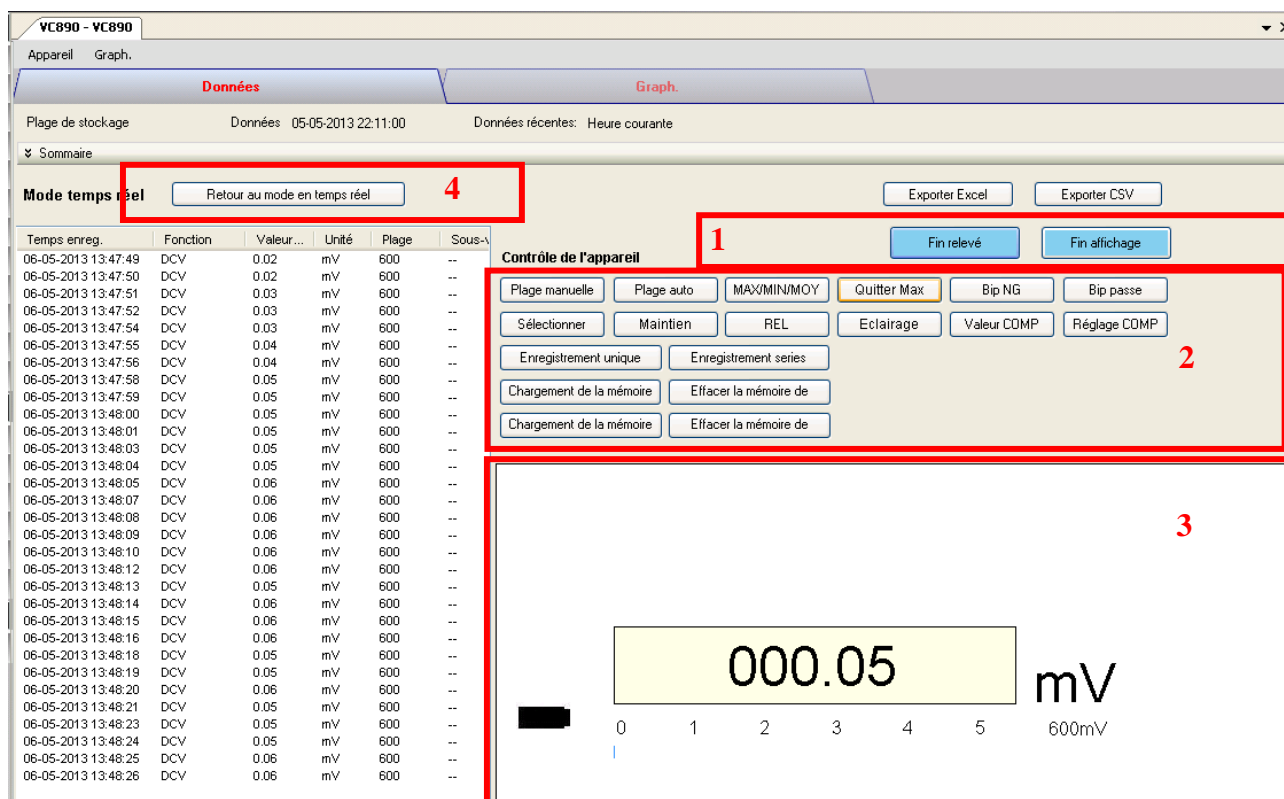 VC890 - VC890
Appareil Graph.
Données Graph.
Plage de stockage Données 05-05-2013 22:11:00 Données récentes: Heure courante
Sommaire
Mode temps réel Retour au mode en temps réel 4 Exporter Excel Exporter CSV
1 Fin relevé Fin affichage
Temps enreg. Fonction Valeur... Unité Plage Sous-v
06-05-2013 13:47:49 DCV 0.02 mV 600 --
06-05-2013 13:47:50 DCV 0.02 mV 600 --
06-05-2013 13:47:51 DCV 0.03 mV 600 --
06-05-2013 13:47:52 DCV 0.03 mV 600 --
06-05-2013 13:47:54 DCV 0.03 mV 600 --
06-05-2013 13:47:55 DCV 0.04 mV 600 --
06-05-2013 13:47:56 DCV 0.04 mV 600 --
06-05-2013 13:47:58 DCV 0.05 mV 600 --
06-05-2013 13:47:59 DCV 0.05 mV 600 --
06-05-2013 13:48:00 DCV 0.05 mV 600 --
06-05-2013 13:48:01 DCV 0.05 mV 600 --
06-05-2013 13:48:03 DCV 0.05 mV 600 --
06-05-2013 13:48:04 DCV 0.05 mV 600 --
06-05-2013 13:48:05 DCV 0.06 mV 600 --
06-05-2013 13:48:07 DCV 0.06 mV 600 --
06-05-2013 13:48:08 DCV 0.06 mV 600 --
06-05-2013 13:48:09 DCV 0.06 mV 600 --
06-05-2013 13:48:10 DCV 0.06 mV 600 --
06-05-2013 13:48:12 DCV 0.06 mV 600 --
06-05-2013 13:48:13 DCV 0.05 mV 600 --
06-05-2013 13:48:14 DCV 0.06 mV 600 --
06-05-2013 13:48:15 DCV 0.06 mV 600 --
06-05-2013 13:48:16 DCV 0.06 mV 600 --
06-05-2013 13:48:18 DCV 0.05 mV 600 --
06-05-2013 13:48:19 DCV 0.05 mV 600 --
06-05-2013 13:48:20 DCV 0.06 mV 600 --
06-05-2013 13:48:21 DCV 0.05 mV 600 --
06-05-2013 13:48:23 DCV 0.05 mV 600 --
06-05-2013 13:48:24 DCV 0.05 mV 600 --
06-05-2013 13:48:25 DCV 0.06 mV 600 --
06-05-2013 13:48:26 DCV 0.06 mV 600 --
Contrôle de l'appareil
Plage manuelle Plage auto MAX/MIN/MOY Quitter Max Bip NG Bip passe
Sélectionner Maintien REL Eclairage Valeur COMP Réglage COMP
Enregistrement unique Enregistrement series 2
Chargement de la mémoire Effacer la mémoire de
Chargement de la mémoire Effacer la mémoire de
3
000.05 mV
0 1 2 3 4 5 600mV